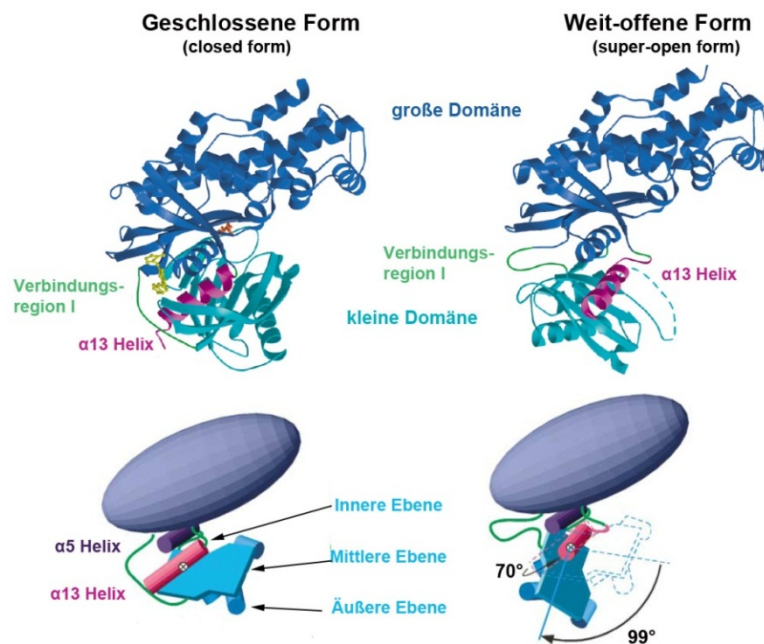 Geschlossene Form
(closed form)
Weit-offene Form
(super-open form)
große Domäne
Verbindungs-
region I
α13 Helix
kleine Domäne
Verbindungs-
region I
α13 Helix
α5 Helix
α13 Helix
Innere Ebene
Mittlere Ebene
Äußere Ebene
70°
99°